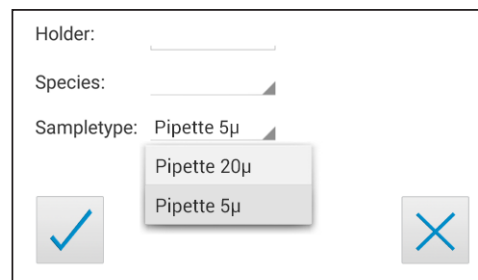 Holder:
Species:
Sampletype: Pipette 5µ
Pipette 20µ
Pipette 5µ